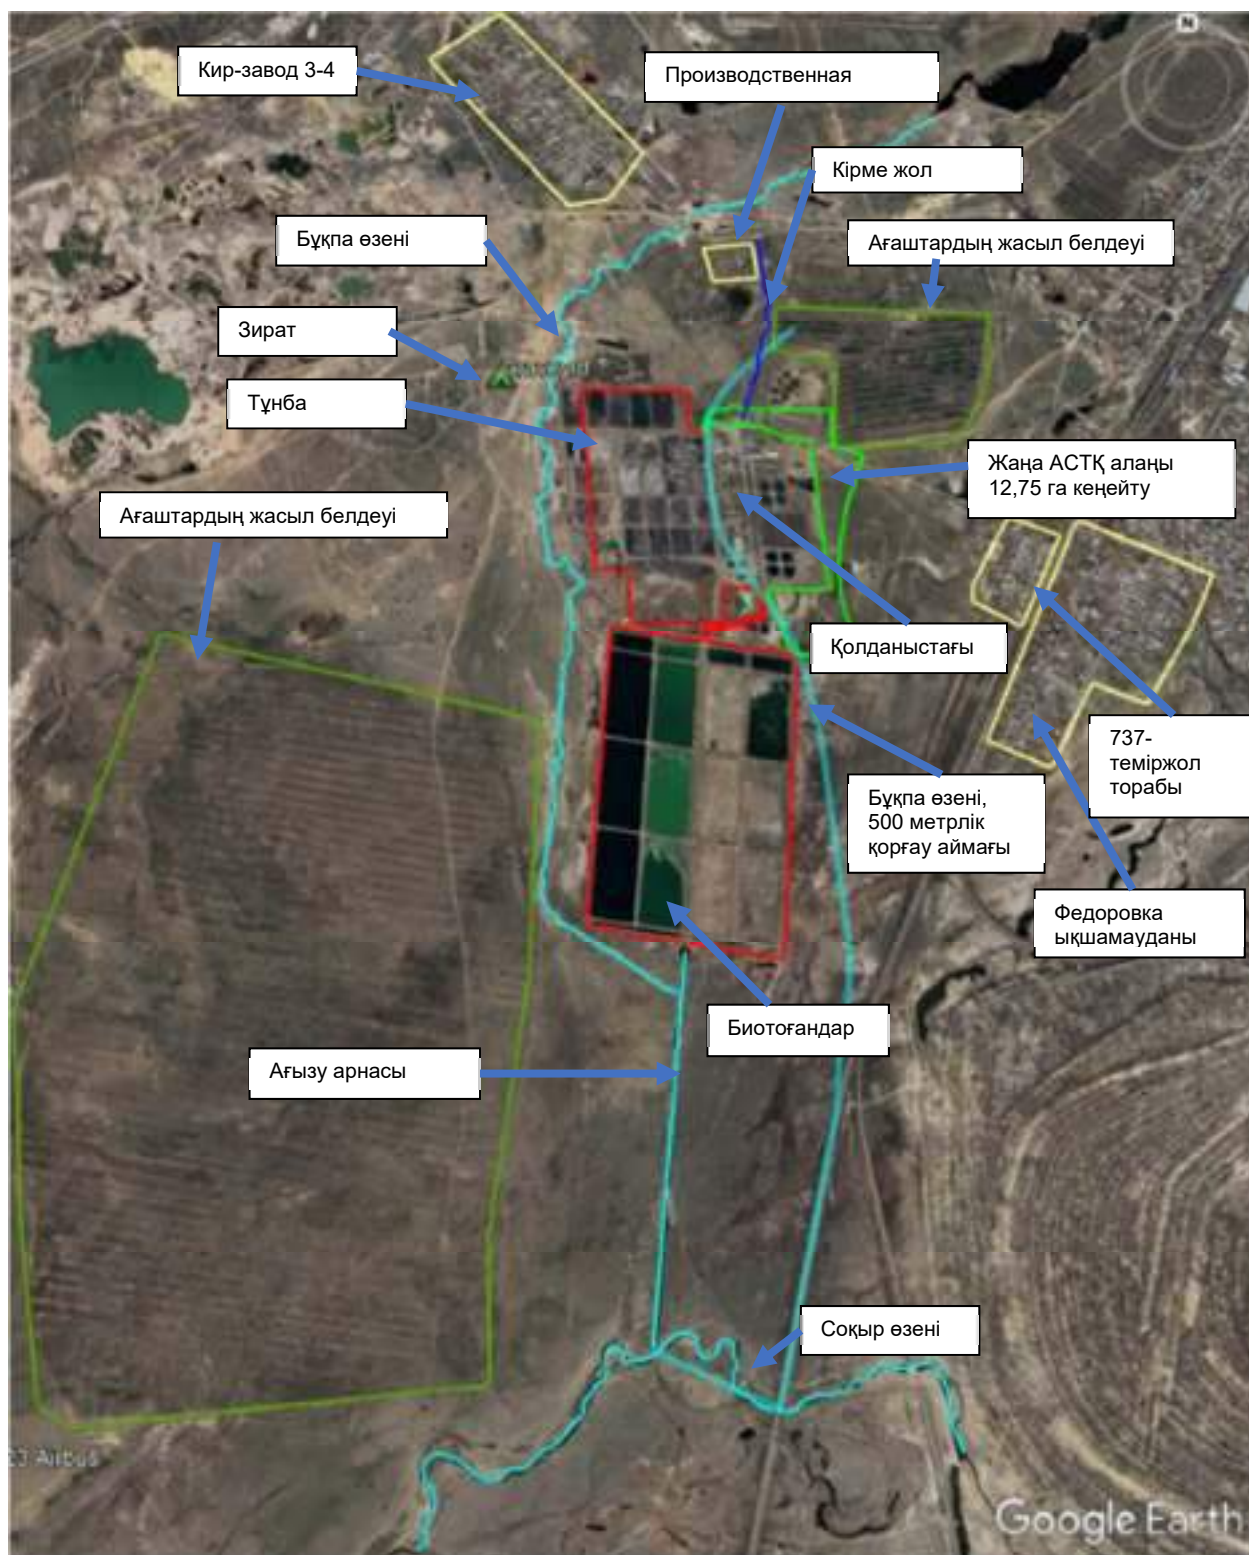 N
Кир-завод 3-4
Производственная
Кірме жол
Бұқпа өзені
Ағаштардың жасыл белдеуі
Зират
Тұнба
Жаңа АСТҚ алаңы
12,75 га кеңейту
Ағаштардың жасыл белдеуі
Қолданыстағы
737-
теміржол
торабы
Бұқпа өзені,
500 метрлік
қорғау аймағы
Федоровка
ықшамауданы
Биотоғандар
Ағызу арнасы
Соқыр өзені
23 Airbus
Google Earth